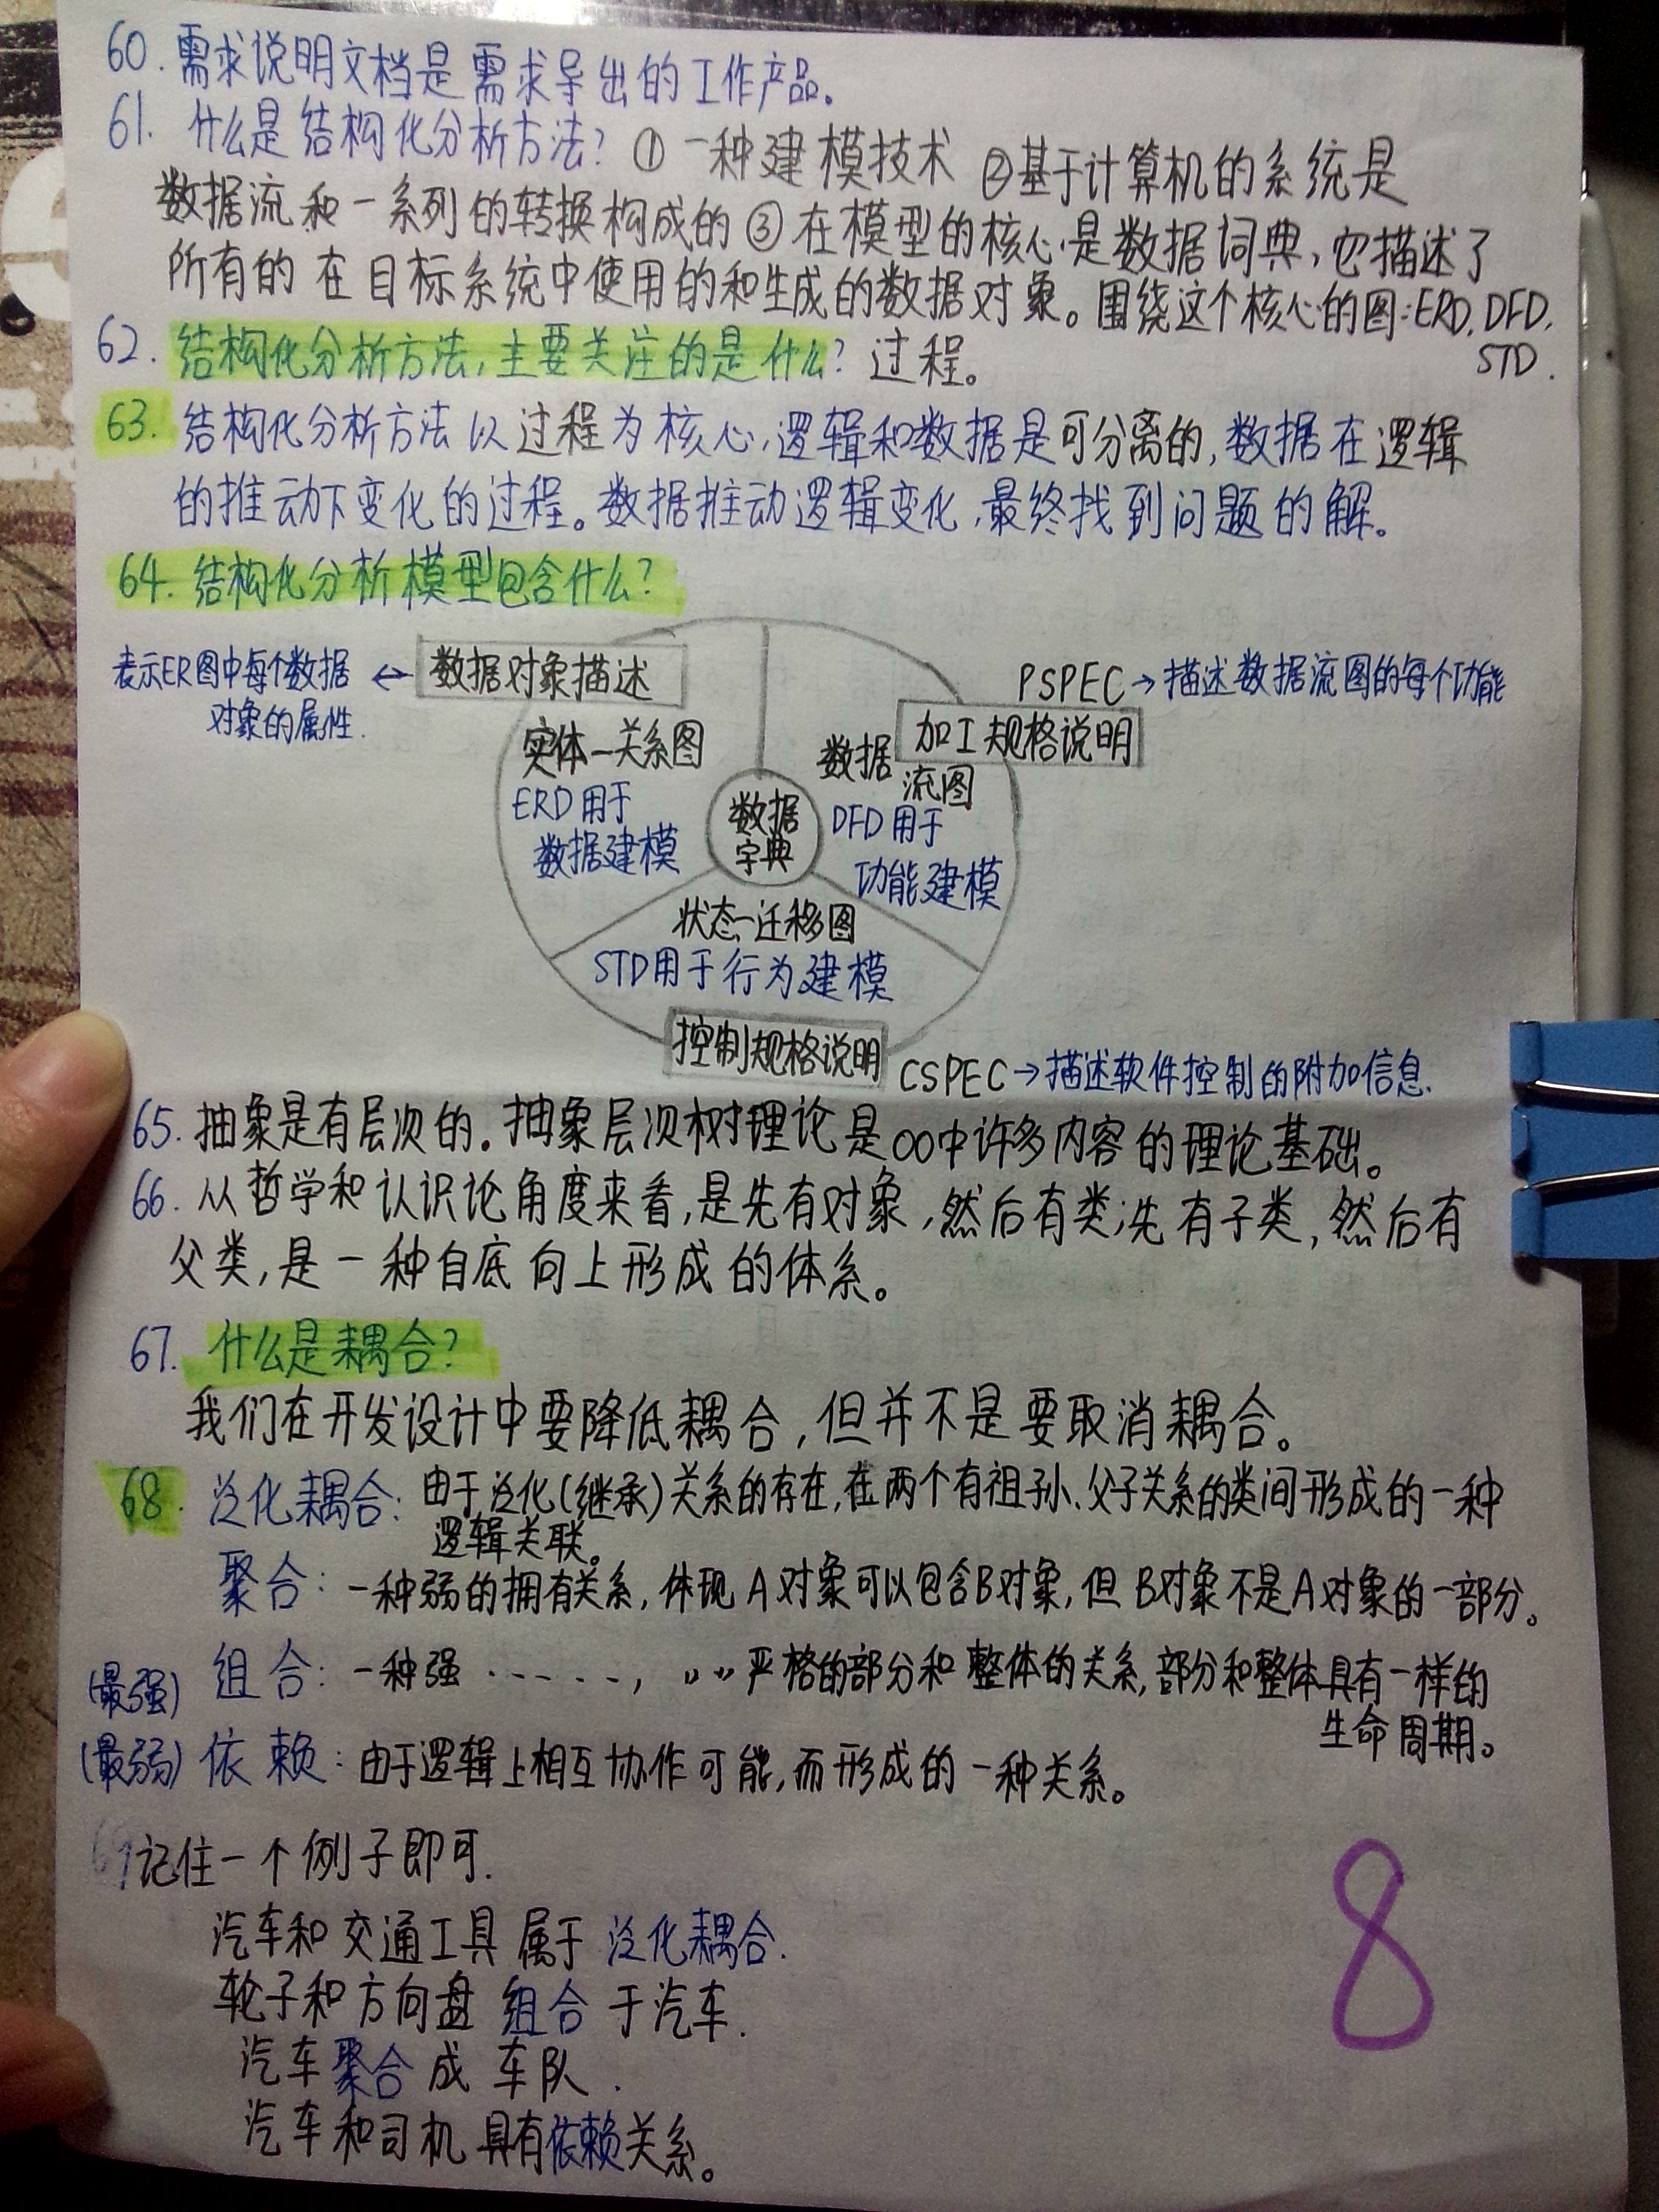 60. 需求说明文档是需求导出的工作产品。
61. 什么是结构化分析方法? ① 一种建模技术 ②基于计算机的系统是
数据流和一系列的转换构成的 ③ 在模型的核心是数据词典, 它描述了
所有的在目标系统中使用的和生成的数据对象。围绕这个核心的图:ERD, DFD,
STD.
62. 结构化分析方法, 主要关注的是什么? 过程。
63. 结构化分析方法以过程为核心, 逻辑和数据是可分离的, 数据在逻辑
的推动下变化的过程。数据推动逻辑变化, 最终找到问题的解。
64. 结构化分析模型包含什么?
表示ER图中每个数据
对象的属性.
← 数据对象描述
PSPEC→描述数据流图的每个功能
加工规格说明
实体—关系图
ERD用于
数据建模
数据
流图
DFD用于
功能建模
数据
字典
状态—迁移图
STD用于行为建模
控制规格说明
CSPEC→描述软件控制的附加信息.
65. 抽象是有层次的. 抽象层次树理论是OO中许多内容的理论基础。
66. 从哲学和认识论角度来看, 是先有对象, 然后有类;先有子类, 然后有
父类, 是一种自底向上形成的体系。
67. 什么是耦合?
我们在开发设计中要降低耦合, 但并不是要取消耦合。
68. 泛化耦合: 由于泛化(继承)关系的存在, 在两个有祖子孙、父子关系的类间形成的一种
逻辑关联。
聚合: 一种弱的拥有关系, 体现A对象可以包含B对象, 但B对象不是A对象的一部分。
(最强) 组合: 一种强 - - - - -, 〃〃严格的部分和整体的关系, 部分和整体具有一样的
生命周期。
(最弱) 依赖: 由于逻辑上相互协作可能, 而形成的一种关系。
69 记住一个例子即可.
汽车和交通工具属于泛化耦合.
轮子和方向盘组合于汽车.
汽车聚合成车队.
汽车和司机具有依赖关系。
8